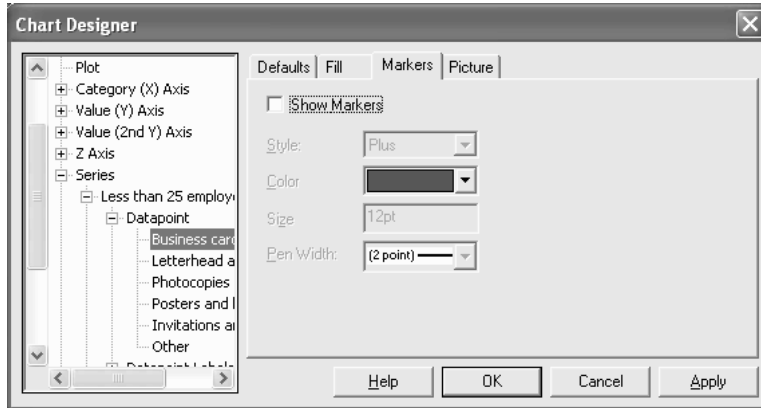 Chart Designer
Plot
Category (X) Axis
Value (Y) Axis
Value (2nd Y) Axis
Z Axis
Series
Less than 25 employ
Datapoint
Business card
Letterhead a
Photocopies
Posters and l
Invitations a
Other
Datapoint Labels
Defaults
Fill
Markers
Picture
Show Markers
Style:
Plus
Color
Size
12pt
Pen Width:
(2 point)
Help
OK
Cancel
Apply